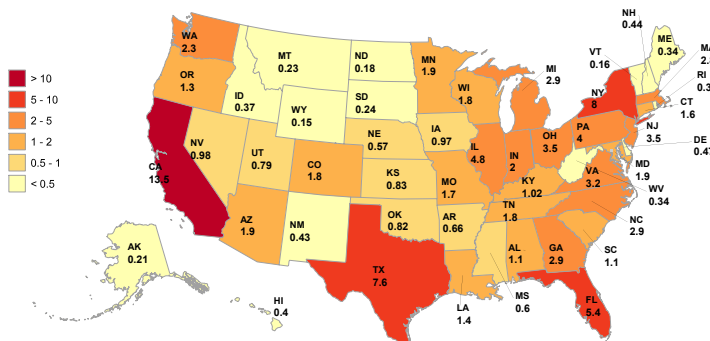 > 10
5 - 10
2 - 5
1 - 2
0.5 - 1
< 0.5
WA
2.3
OR
1.3
CA
13.5
NV
0.98
ID
0.37
MT
0.23
WY
0.15
UT
0.79
AZ
1.9
CO
1.8
NM
0.43
ND
0.18
SD
0.24
NE
0.57
KS
0.83
OK
0.82
TX
7.6
MN
1.9
IA
0.97
MO
1.7
AR
0.66
LA
1.4
WI
1.8
IL
4.8
MI
2.9
IN
2
OH
3.5
KY
1.02
TN
1.8
MS
0.6
AL
1.1
GA
2.9
FL
5.4
SC
1.1
NC
2.9
VA
3.2
WV
0.34
MD
1.9
DE
PA
4
NJ
3.5
NY
8
CT
1.6
RI
VT
0.16
NH
0.44
ME
0.34
AK
0.21
HI
0.4